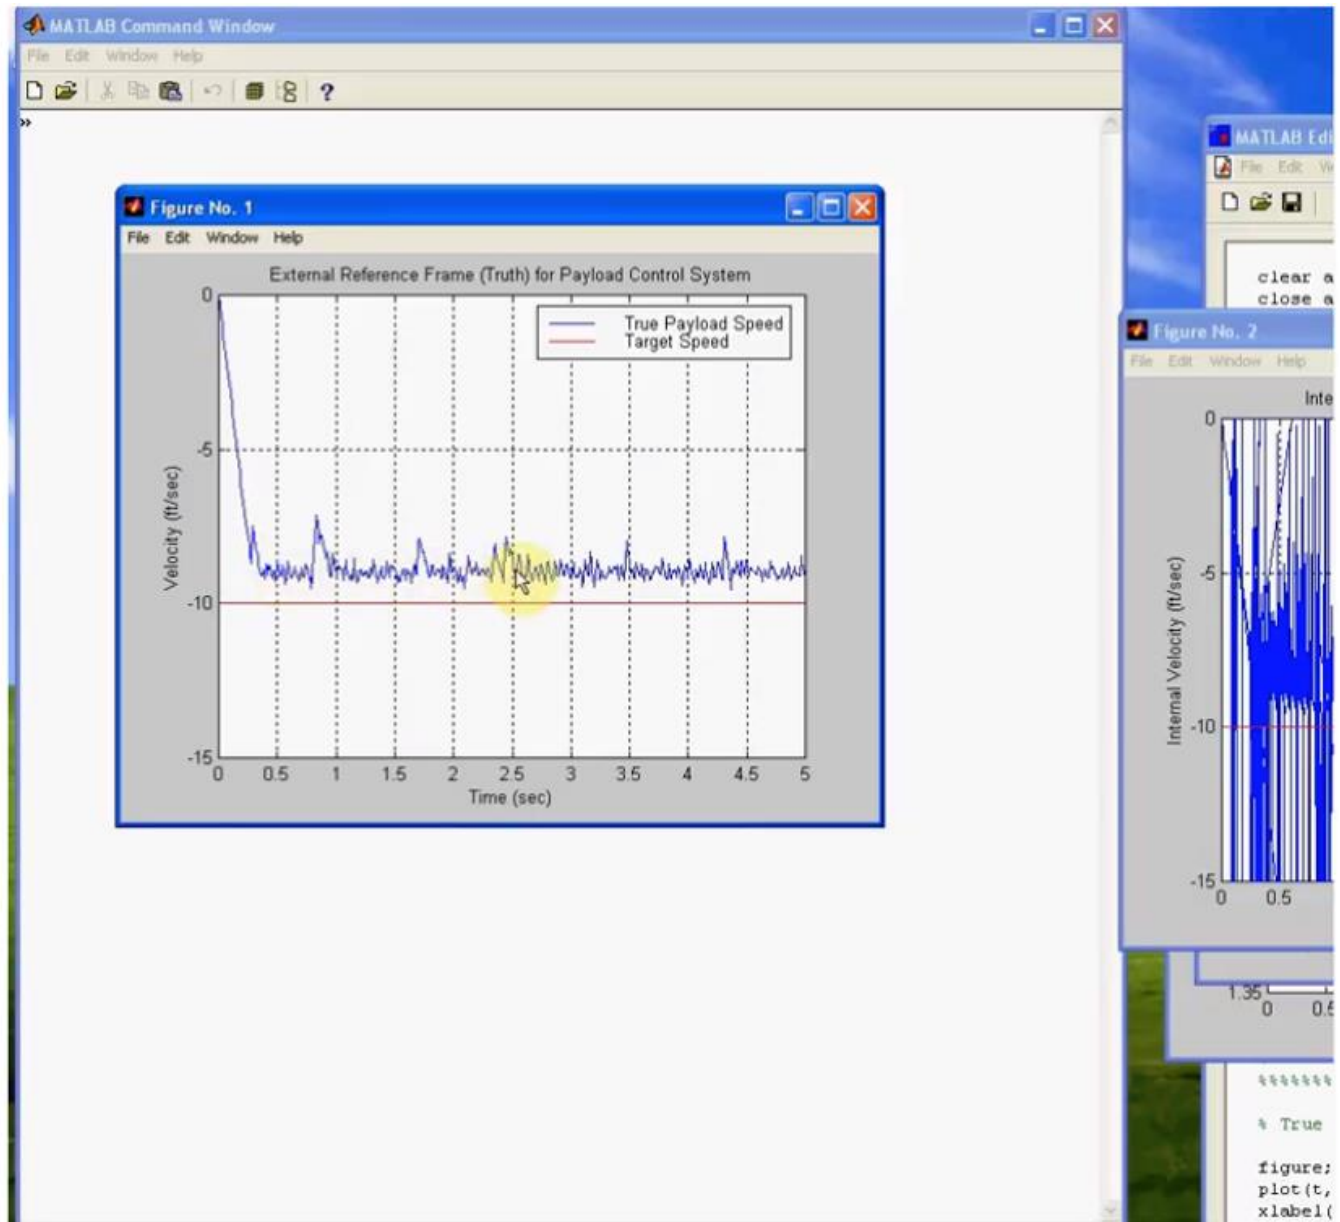 MATLAB Command Window
File Edit Window Help
?
»
Figure No. 1
File Edit Window Help
External Reference Frame (Truth) for Payload Control System
True Payload Speed
Target Speed
Velocity (ft/sec)
0
-5
-10
-15
0 0.5 1 1.5 2 2.5 3 3.5 4 4.5 5
Time (sec)
MATLAB Edi
File Edit
clear a
close a
Figure No. 2
File Edit Window Help
Inte
Internal Velocity (ft/sec)
0
-5
-10
-15
0 0.5
1.35
0
%%%%%%%
% True
figure;
plot(t,
xlabel(